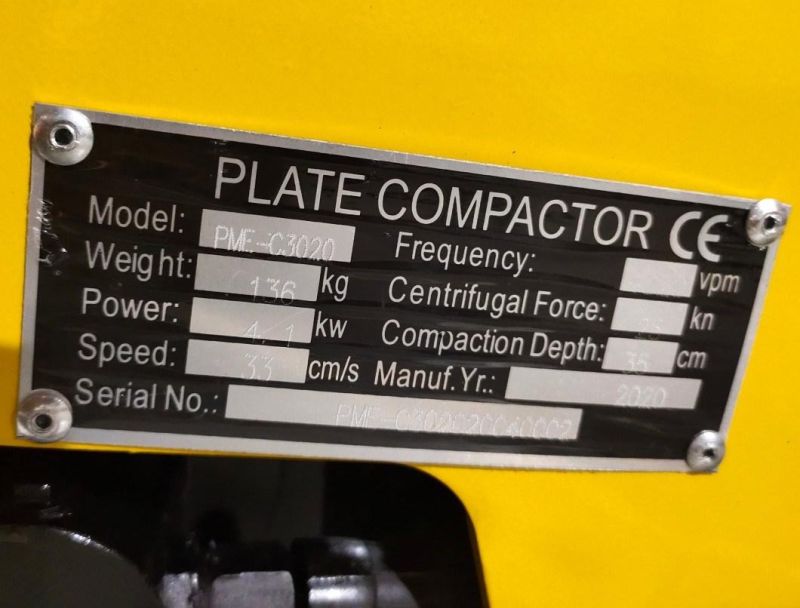 PLATE COMPACTOR CE
Model: PME-C3020 Frequency: vpm
Weight: 136 kg Centrifugal Force: 25 kn
Power: 4.1 kw Compaction Depth: 35 cm
Speed: 33 cm/s Manuf.Yr.: 2020
Serial No.: